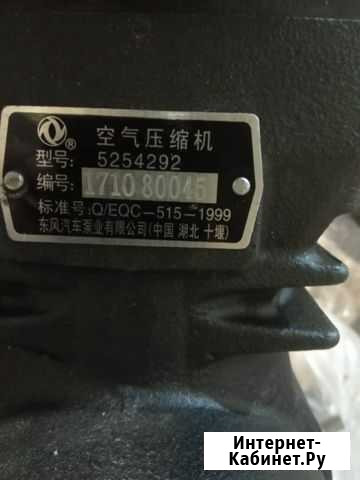 ® 空气压缩机
型号: 5254292
编号: 1710 80045
标准号: Q/EQC-515-1999
东风汽车泵业有限公司(中国 湖北 十堰)
Интернет-
Кабинет.Ру